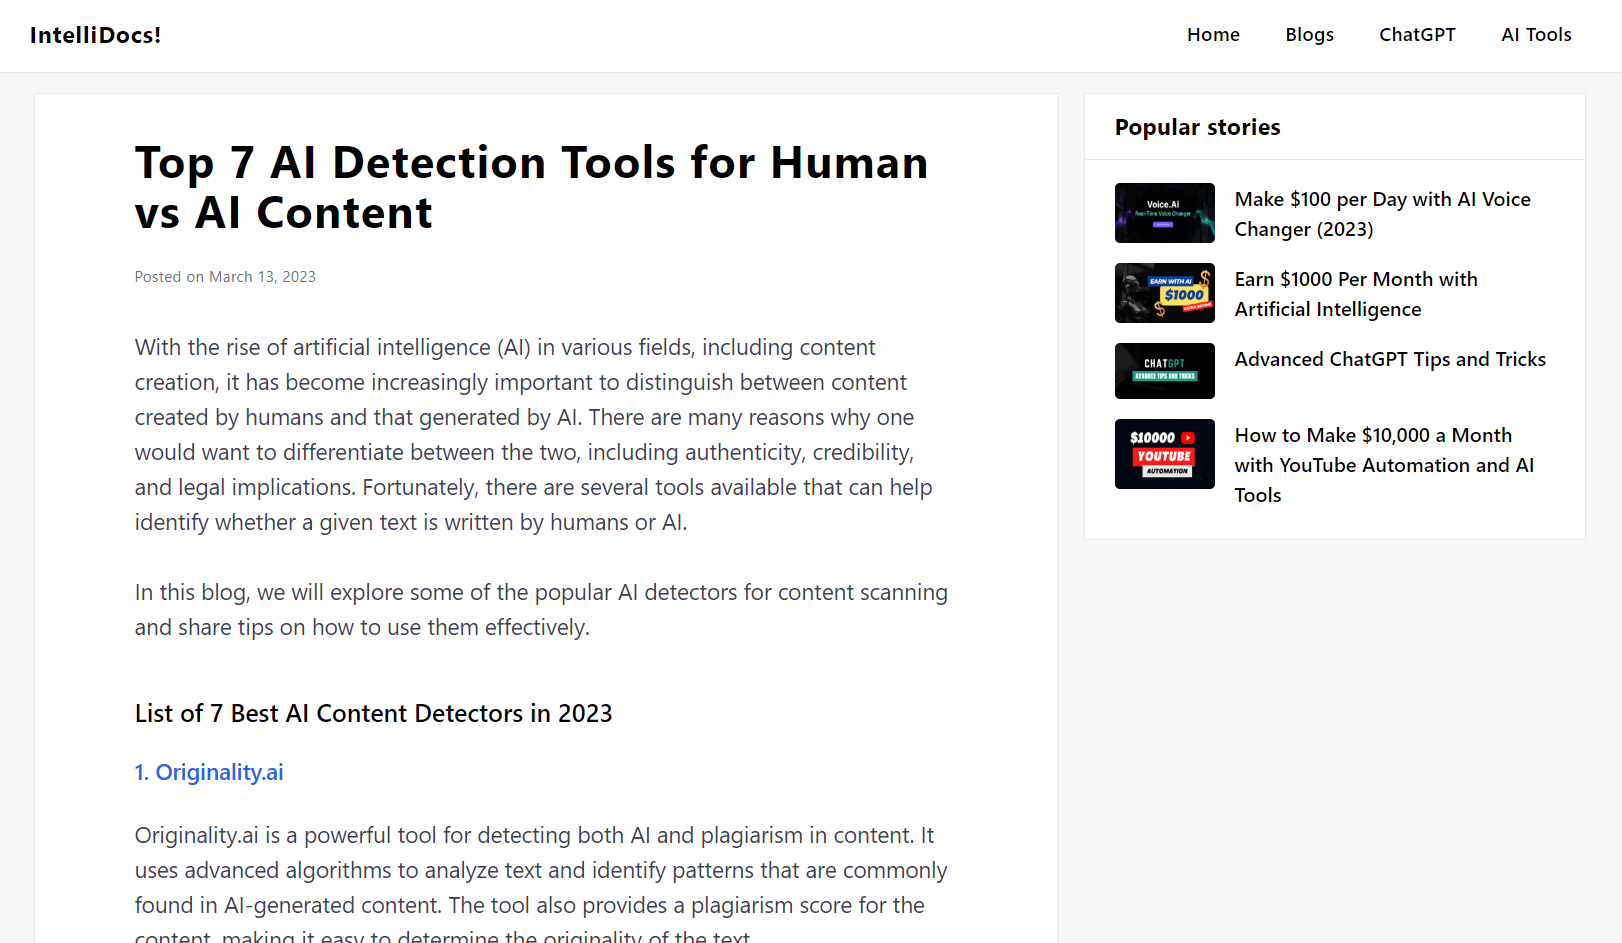 IntelliDocs!
Home Blogs ChatGPT AI Tools
Top 7 AI Detection Tools for Human
vs AI Content
Posted on March 13, 2023
With the rise of artificial intelligence (AI) in various fields, including content
creation, it has become increasingly important to distinguish between content
created by humans and that generated by AI. There are many reasons why one
would want to differentiate between the two, including authenticity, credibility,
and legal implications. Fortunately, there are several tools available that can help
identify whether a given text is written by humans or AI.
In this blog, we will explore some of the popular AI detectors for content scanning
and share tips on how to use them effectively.
List of 7 Best AI Content Detectors in 2023
1. Originality.ai
Originality.ai is a powerful tool for detecting both AI and plagiarism in content. It
uses advanced algorithms to analyze text and identify patterns that are commonly
found in AI-generated content. The tool also provides a plagiarism score for the
content, making it easy to determine the originality of the text.
Popular stories
Voice.Ai
Real-Time Voice Changer
Make $100 per Day with AI Voice
Changer (2023)
EARN WITH AI
$1000
Earn $1000 Per Month with
Artificial Intelligence
CHATGPT
ADVANCE TIPS AND TRICKS
Advanced ChatGPT Tips and Tricks
$10000
YOUTUBE
AUTOMATION
How to Make $10,000 a Month
with YouTube Automation and AI
Tools